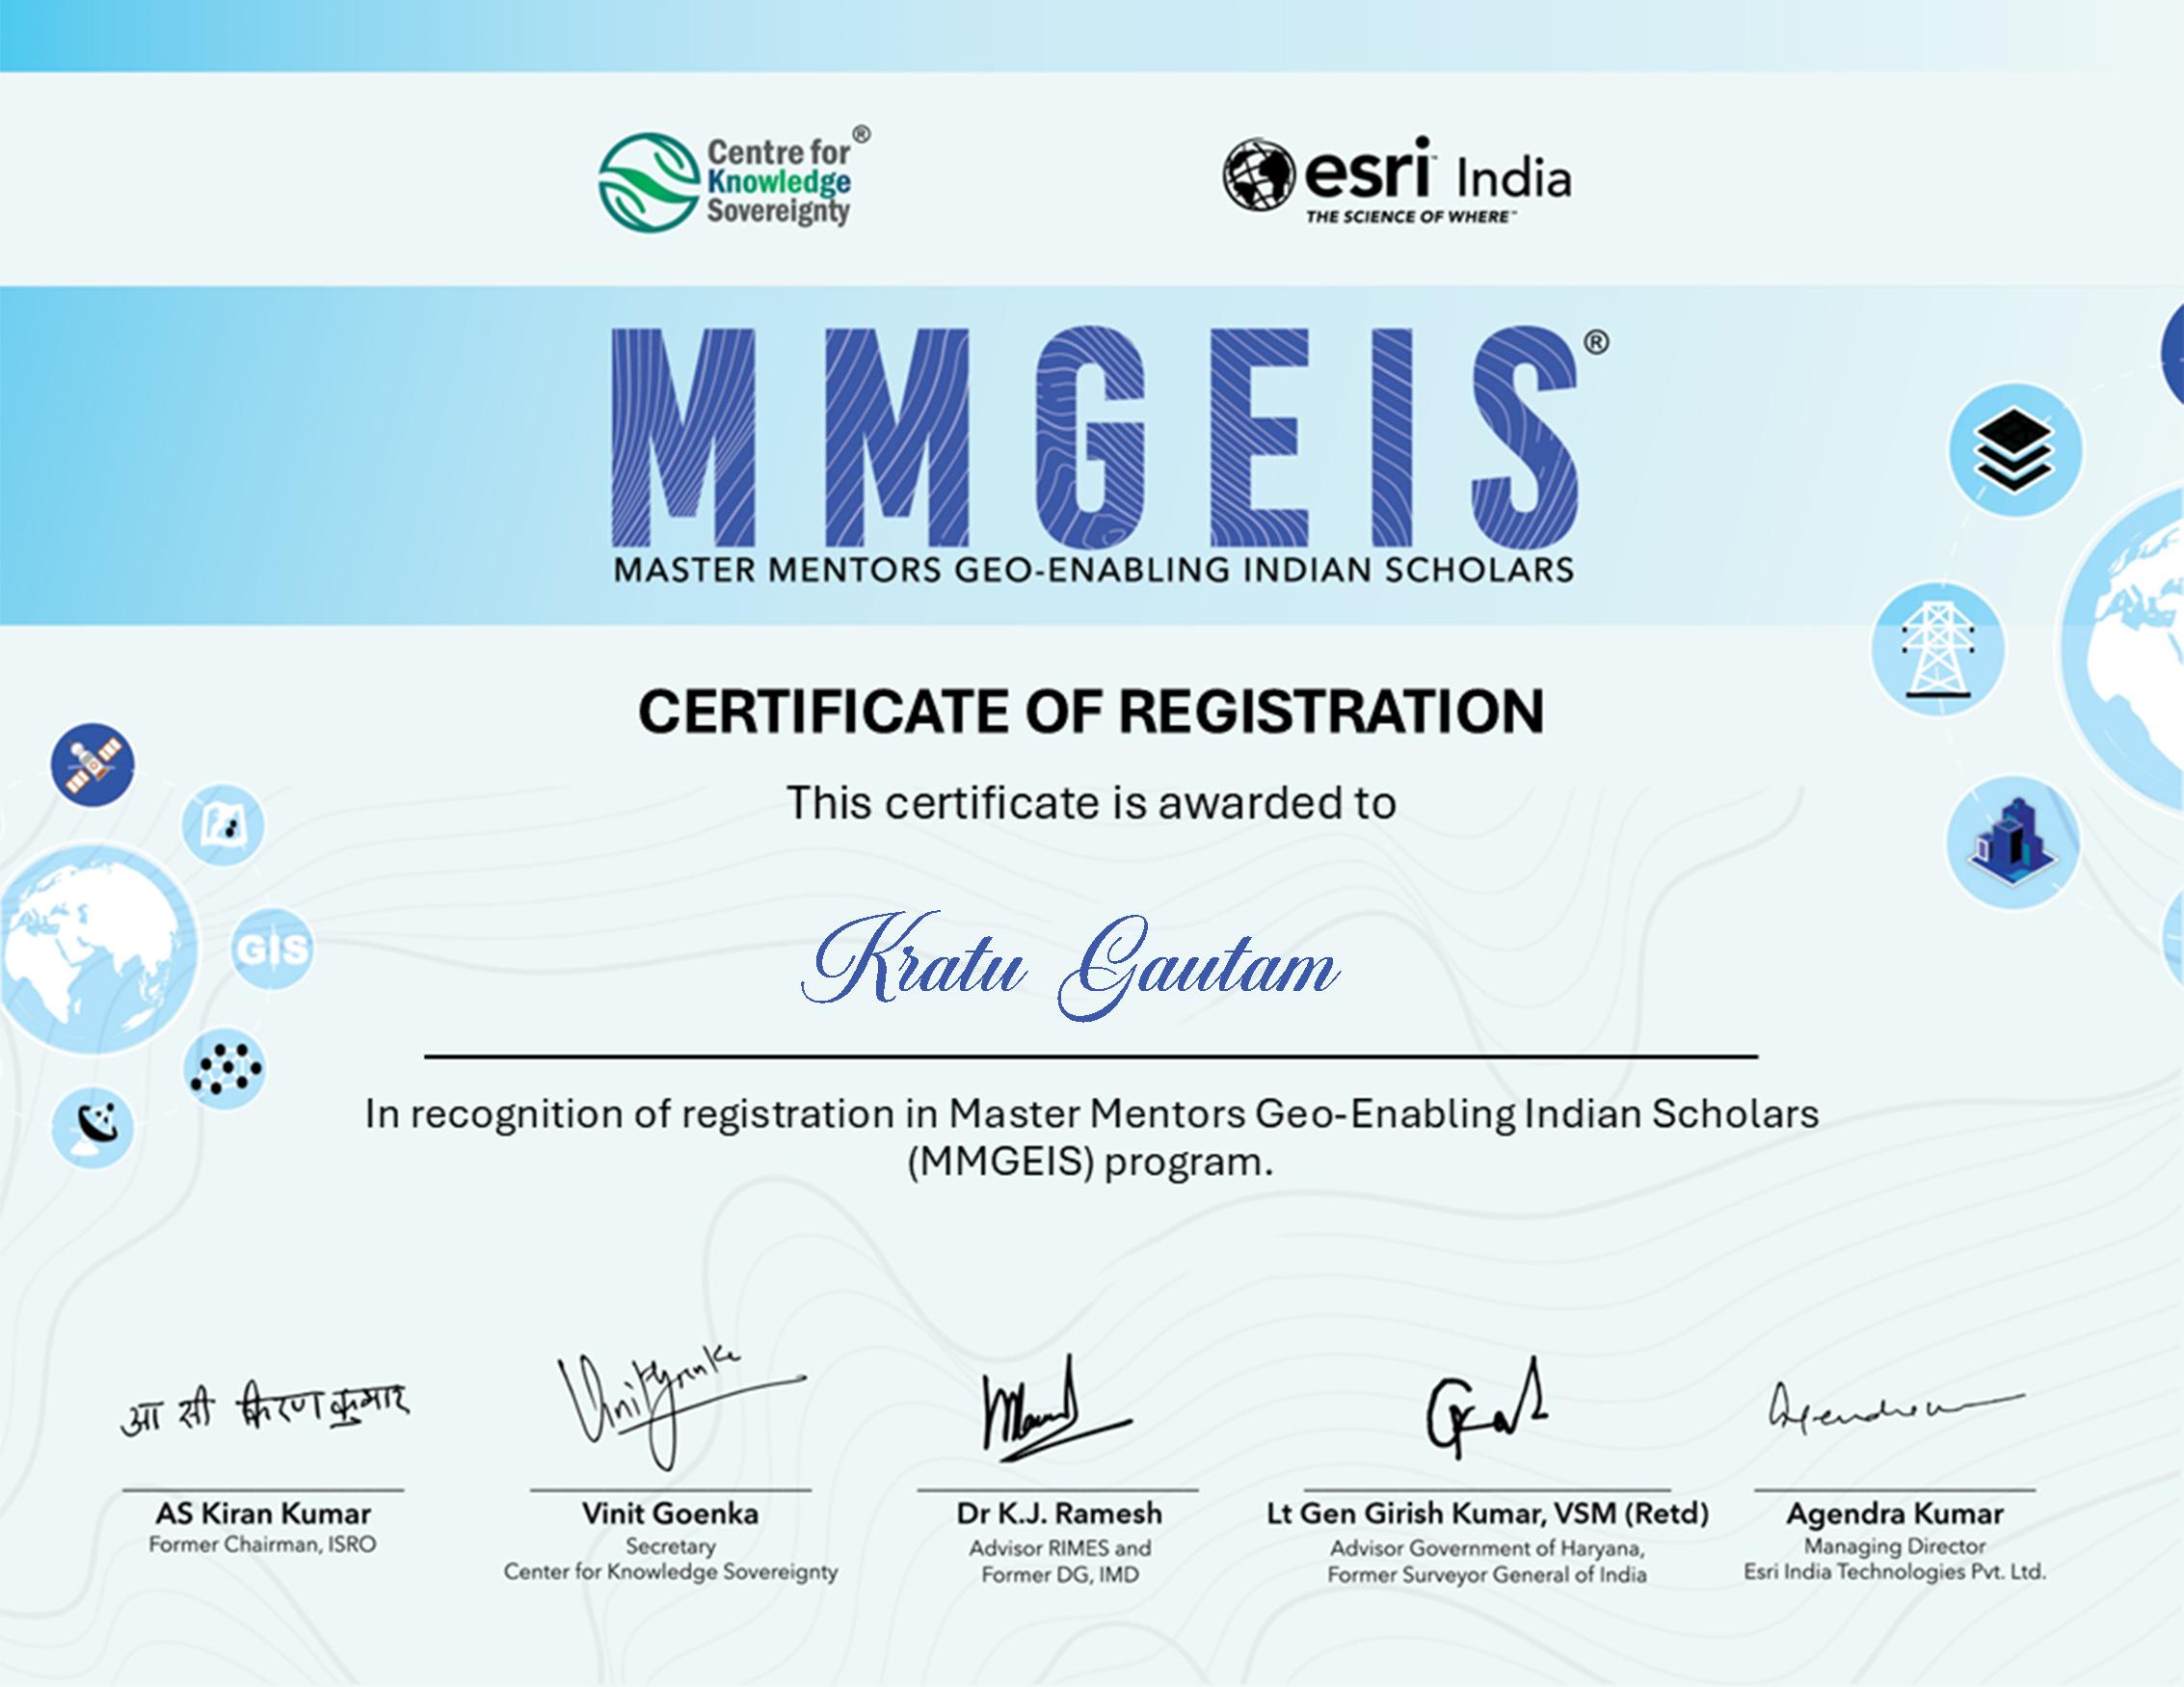 Centre for®
Knowledge
Sovereignty
esri™ India
THE SCIENCE OF WHERE™
MMGEIS®
MASTER MENTORS GEO-ENABLING INDIAN SCHOLARS
CERTIFICATE OF REGISTRATION
This certificate is awarded to
GIS
Kratu Gautam
In recognition of registration in Master Mentors Geo-Enabling Indian Scholars
(MMGEIS) program.
आ सी किरण कुमार
AS Kiran Kumar
Former Chairman, ISRO
VinitGoenka
Vinit Goenka
Secretary
Center for Knowledge Sovereignty
Dr K.J. Ramesh
Advisor RIMES and
Former DG, IMD
Lt Gen Girish Kumar, VSM (Retd)
Advisor Government of Haryana,
Former Surveyor General of India
Agendra Kumar
Managing Director
Esri India Technologies Pvt. Ltd.